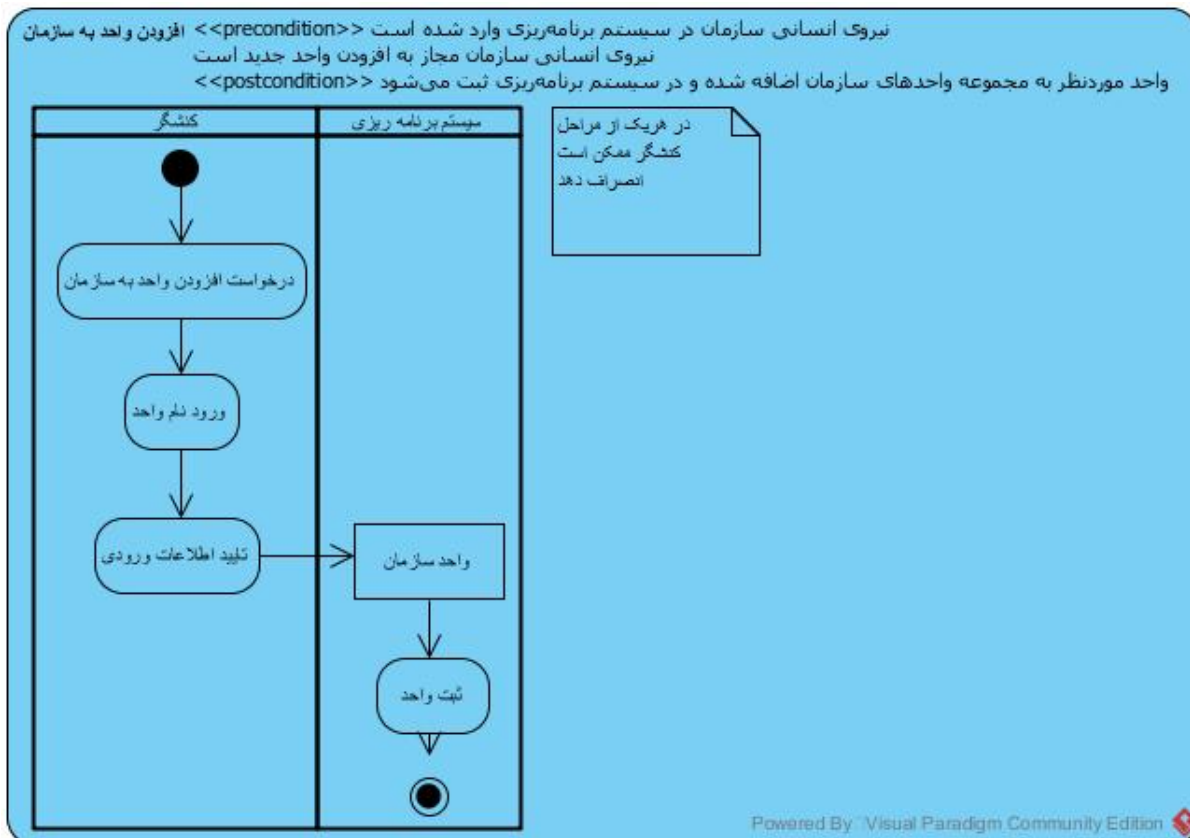 افزودن واحد به سازمان <<precondition>> نیروی انسانی سازمان در سیستم برنامه‌ریزی وارد شده است
نیروی انسانی سازمان مجاز به افزودن واحد جدید است
<<postcondition>> واحد موردنظر به مجموعه واحدهای سازمان اضافه شده و در سیستم برنامه‌ریزی ثبت می‌شود
کنشگر
سیستم برنامه ریزی
در هریک از مراحل
کنشگر ممکن است
انصراف دهد
درخواست افزودن واحد به سازمان
ورود نام واحد
تایید اطلاعات ورودی
واحد سازمان
ثبت واحد
Powered By Visual Paradigm Community Edition